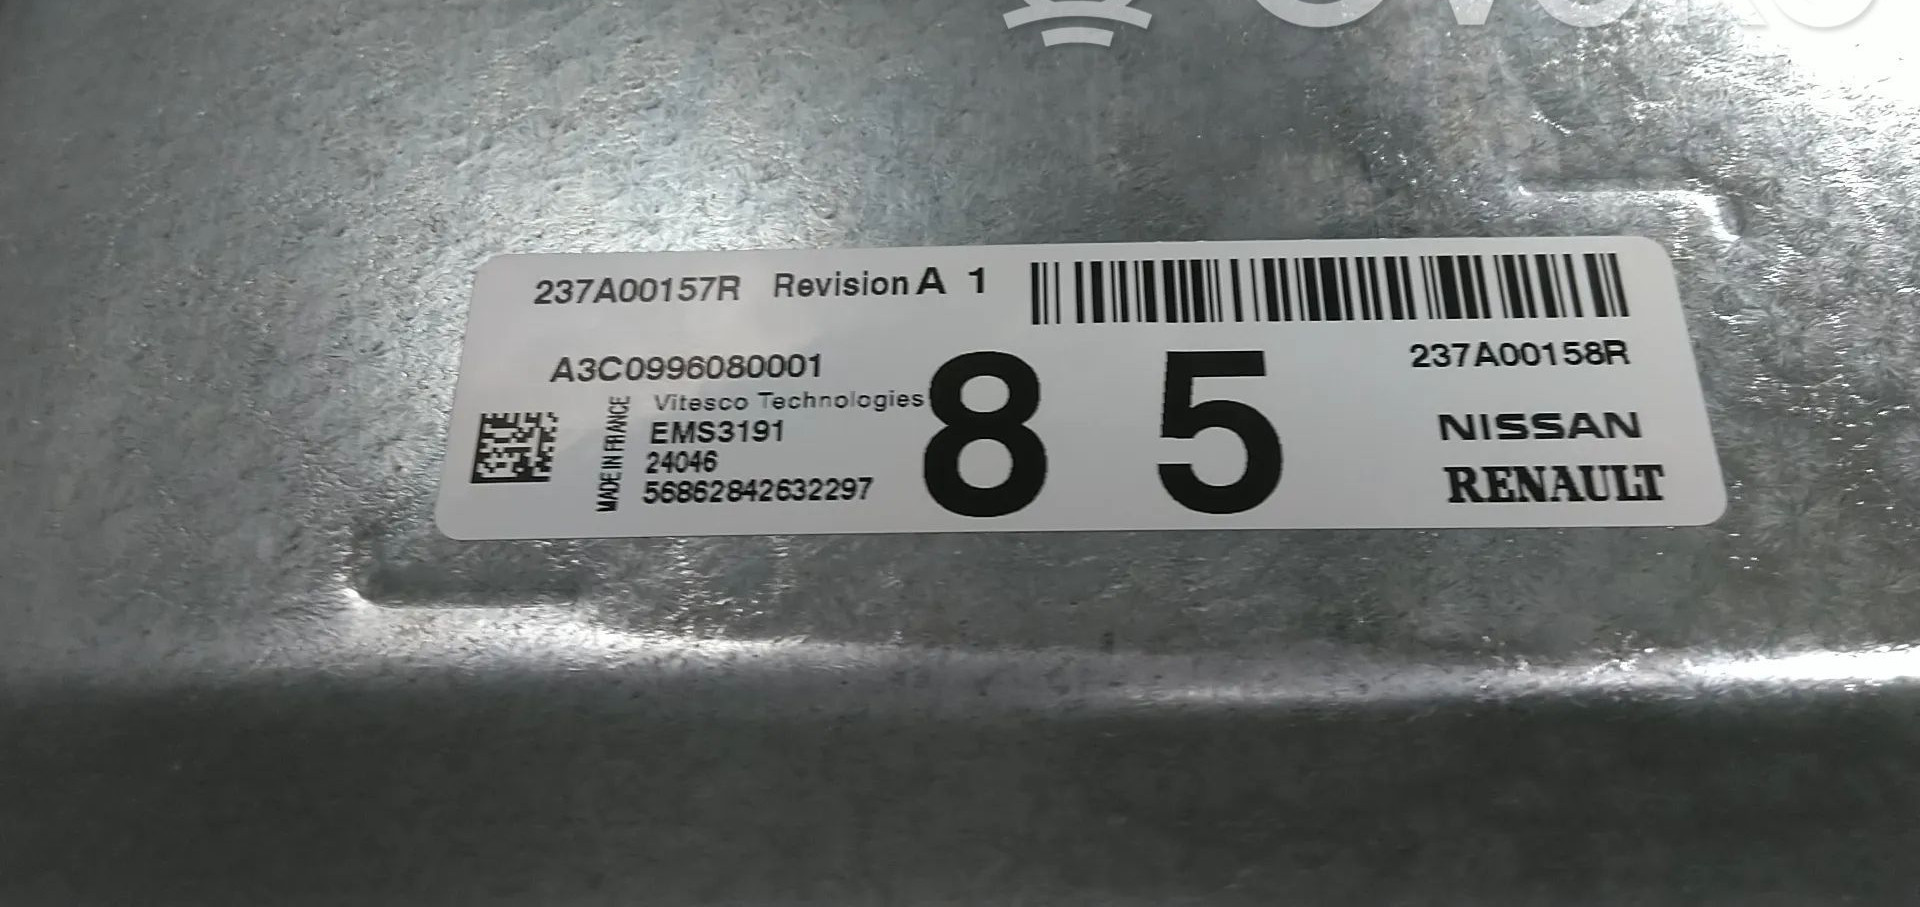 237A00157R Revision A 1
A3C0996080001
237A00158R
Vitesco Technologies
MADE IN FRANCE
EMS3191
24046
56862842632297
8 5
NISSAN
RENAULT